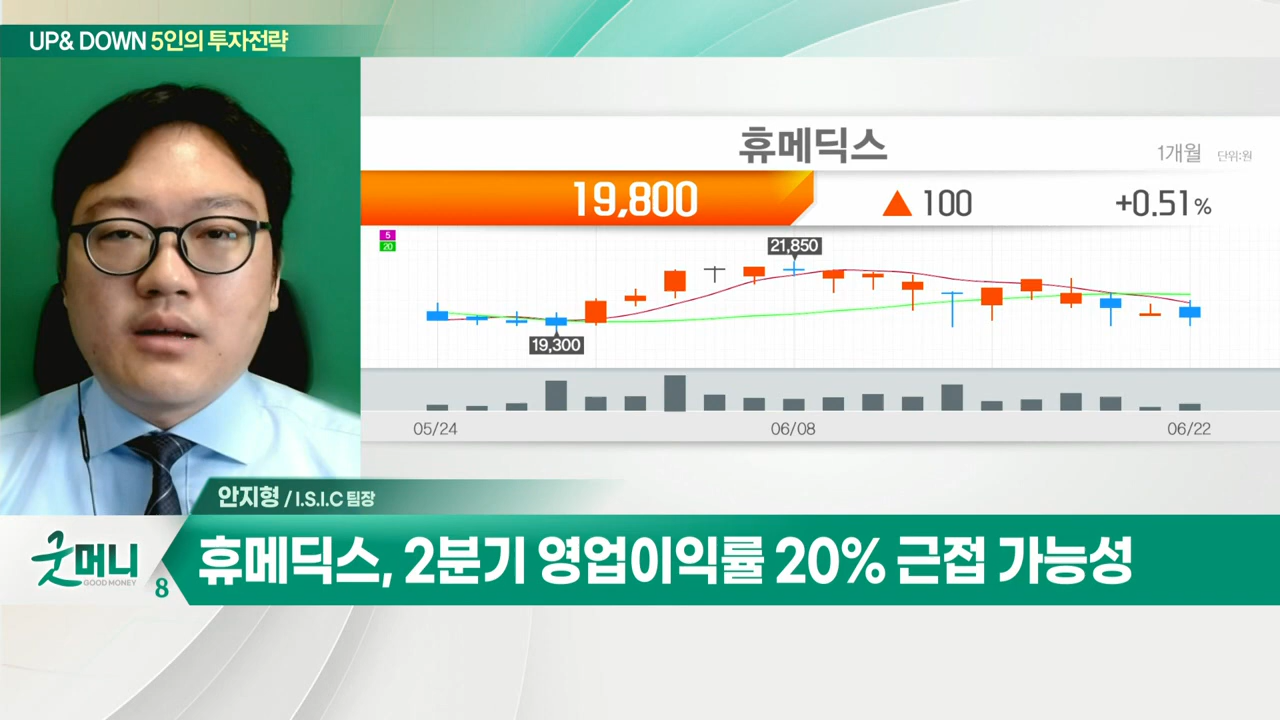 UP& DOWN 5인의 투자전략
휴메딕스
1개월 단위:원
19,800 ▲ 100 +0.51%
5
20
21,850
19,300
05/24 06/08 06/22
안지형 / I.S.I.C 팀장
굿머니
GOOD MONEY
8
휴메딕스, 2분기 영업이익률 20% 근접 가능성